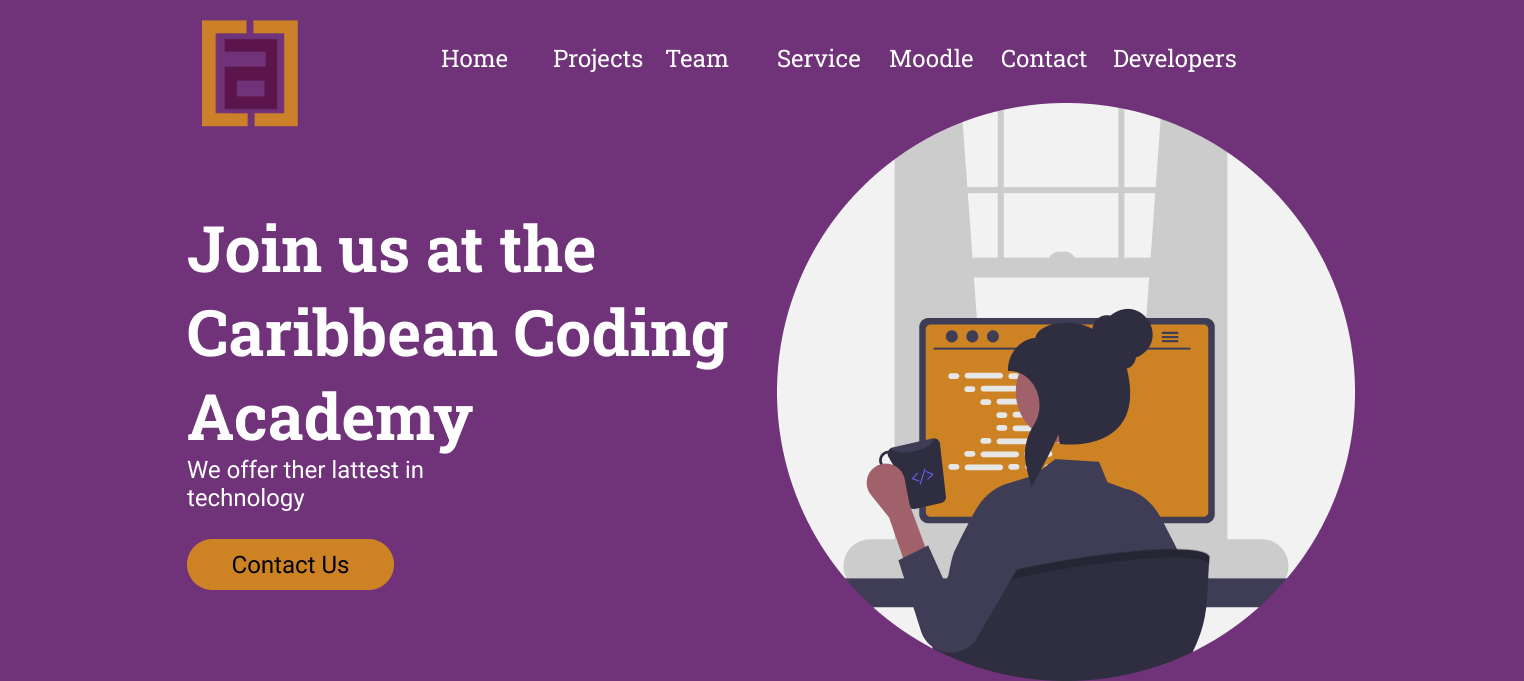 Home Projects Team Service Moodle Contact Developers
Join us at the
Caribbean Coding
Academy
We offer ther lattest in
technology
Contact Us
</>